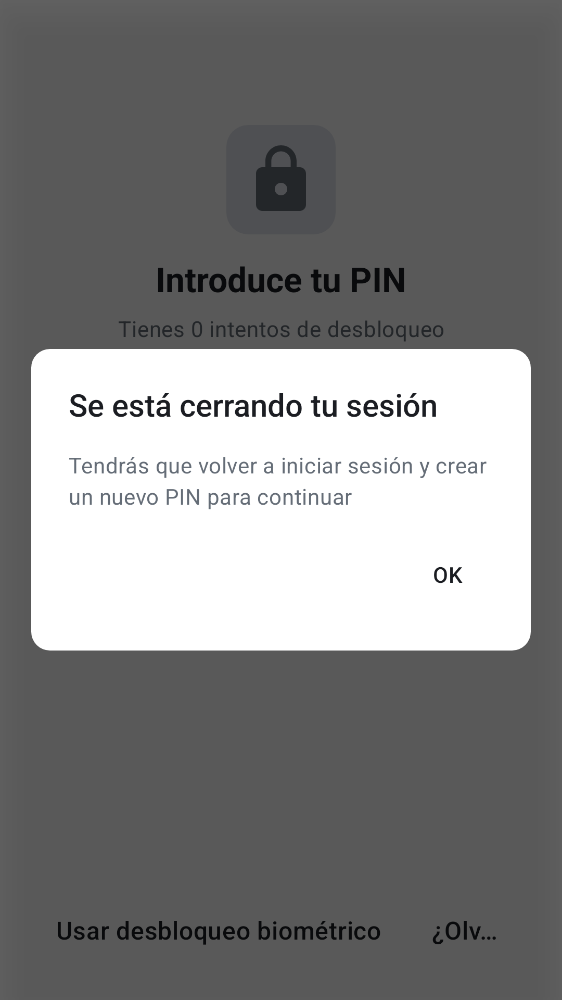 Introduce tu PIN
Tienes 0 intentos de desbloqueo
Se está cerrando tu sesión
Tendrás que volver a iniciar sesión y crear
un nuevo PIN para continuar
OK
Usar desbloqueo biométrico ¿Olv...